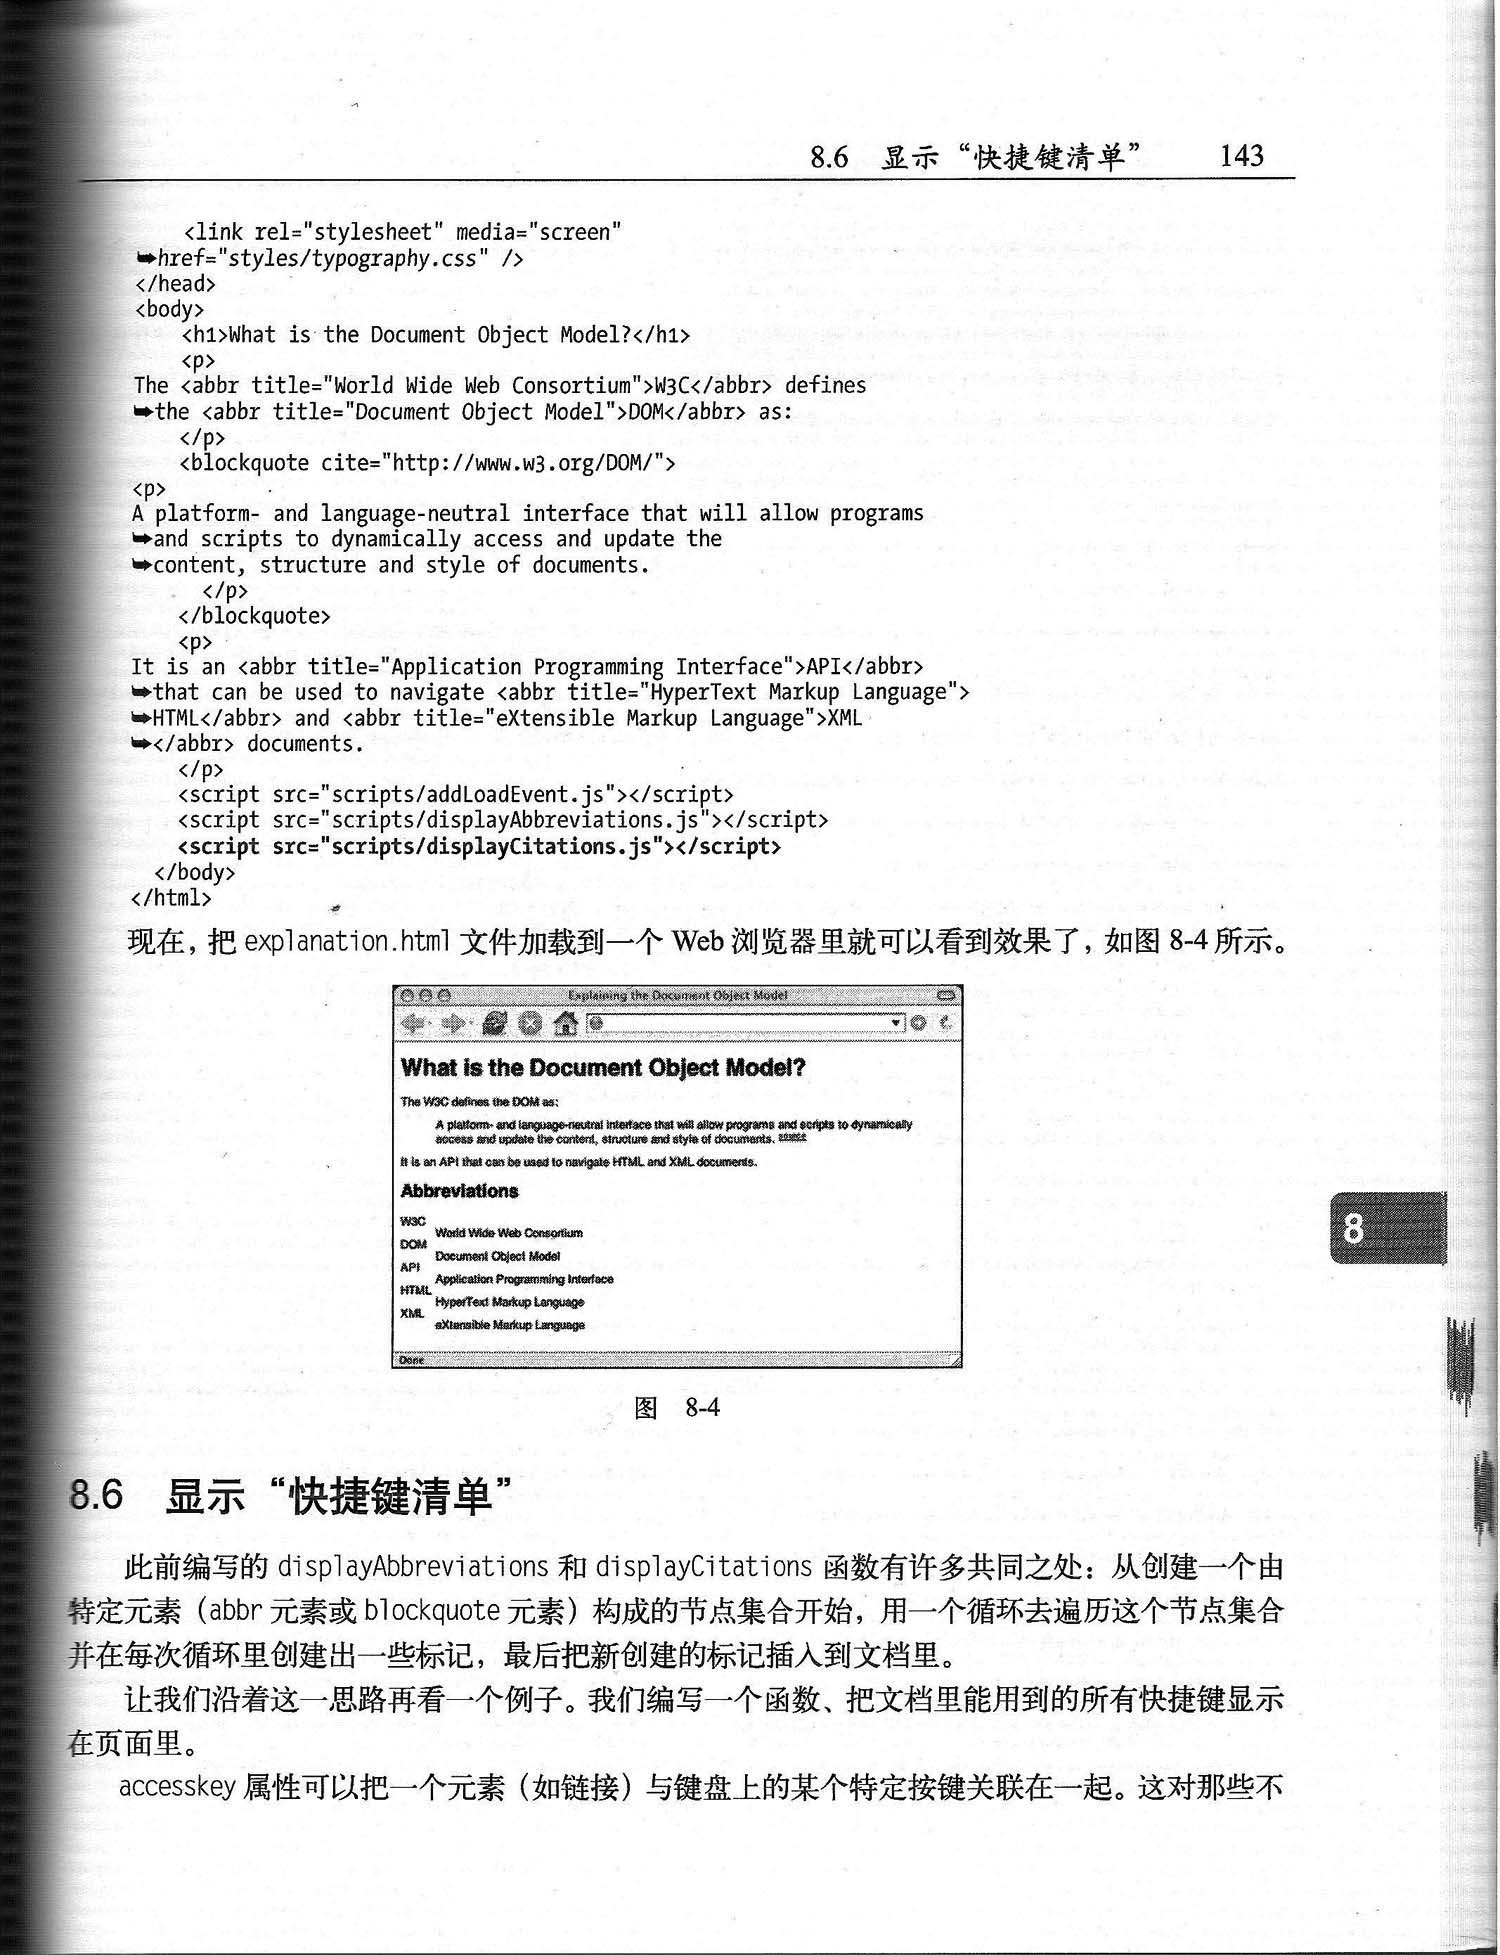 8.6 显示“快捷键清单” 143
<link rel="stylesheet" media="screen"
➥href="styles/typography.css" />
</head>
<body>
<h1>What is the Document Object Model?</h1>
<p>
The <abbr title="World Wide Web Consortium">W3C</abbr> defines
➥the <abbr title="Document Object Model">DOM</abbr> as:
</p>
<blockquote cite="http://www.w3.org/DOM/">
<p>
A platform- and language-neutral interface that will allow programs
➥and scripts to dynamically access and update the
➥content, structure and style of documents.
</p>
</blockquote>
<p>
It is an <abbr title="Application Programming Interface">API</abbr>
➥that can be used to navigate <abbr title="HyperText Markup Language">
➥HTML</abbr> and <abbr title="eXtensible Markup Language">XML
➥</abbr> documents.
</p>
<script src="scripts/addLoadEvent.js"></script>
<script src="scripts/displayAbbreviations.js"></script>
<script src="scripts/displayCitations.js"></script>
</body>
</html>
现在，把 explanation.html 文件加载到一个 Web 浏览器里就可以看到效果了，如图 8-4 所示。
Explaining the Document Object Model
What is the Document Object Model?
The W3C defines the DOM as:
A platform- and language-neutral interface that will allow programs and scripts to dynamically
access and update the content, structure and style of documents. source
It is an API that can be used to navigate HTML and XML documents.
Abbreviations
W3C
World Wide Web Consortium
DOM
Document Object Model
API
Application Programming Interface
HTML
HyperText Markup Language
XML
eXtensible Markup Language
Done
图 8-4
8
8.6 显示“快捷键清单”
此前编写的 displayAbbreviations 和 displayCitations 函数有许多共同之处：从创建一个由
特定元素（abbr 元素或 blockquote 元素）构成的节点集合开始，用一个循环去遍历这个节点集合
并在每次循环里创建出一些标记，最后把新创建的标记插入到文档里。
让我们沿着这一思路再看一个例子。我们编写一个函数、把文档里能用到的所有快捷键显示
在页面里。
accesskey 属性可以把一个元素（如链接）与键盘上的某个特定按键关联在一起。这对那些不